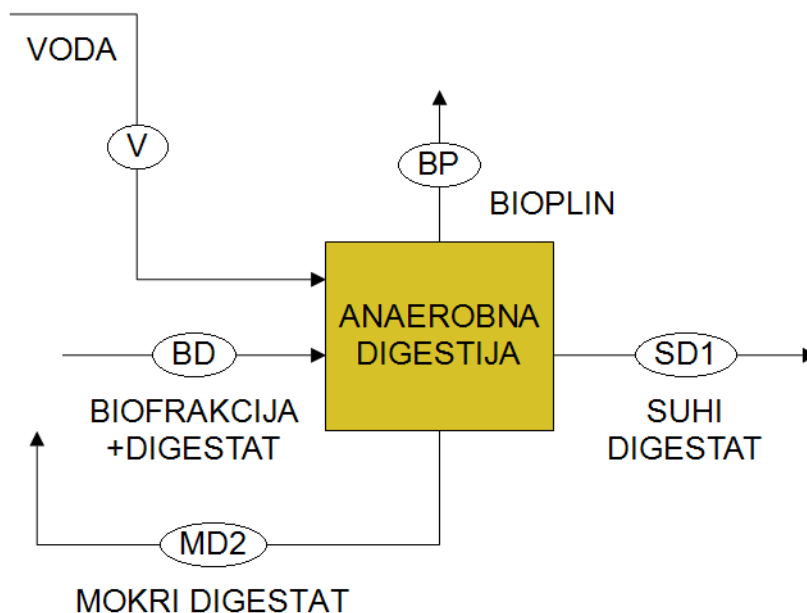 VODA
V
BP
BIOPLIN
ANAEROBNA
DIGESTIJA
BD
SD1
BIOFRAKCIJA
+DIGESTAT
SUHI
DIGESTAT
MD2
MOKRI DIGESTAT